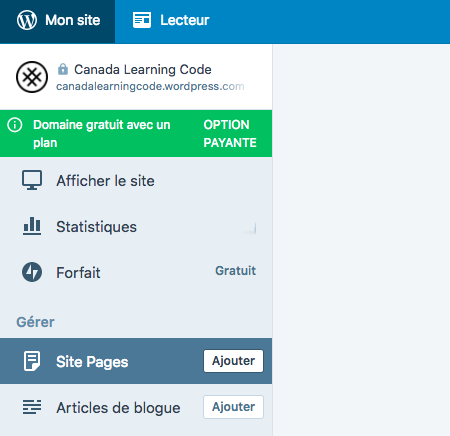 Mon site Lecteur
Canada Learning Code
canadalearningcode.wordpress.com
Domaine gratuit avec un OPTION
plan PAYANTE
Afficher le site
Statistiques
Forfait Gratuit
Gérer
Site Pages Ajouter
Articles de blogue Ajouter